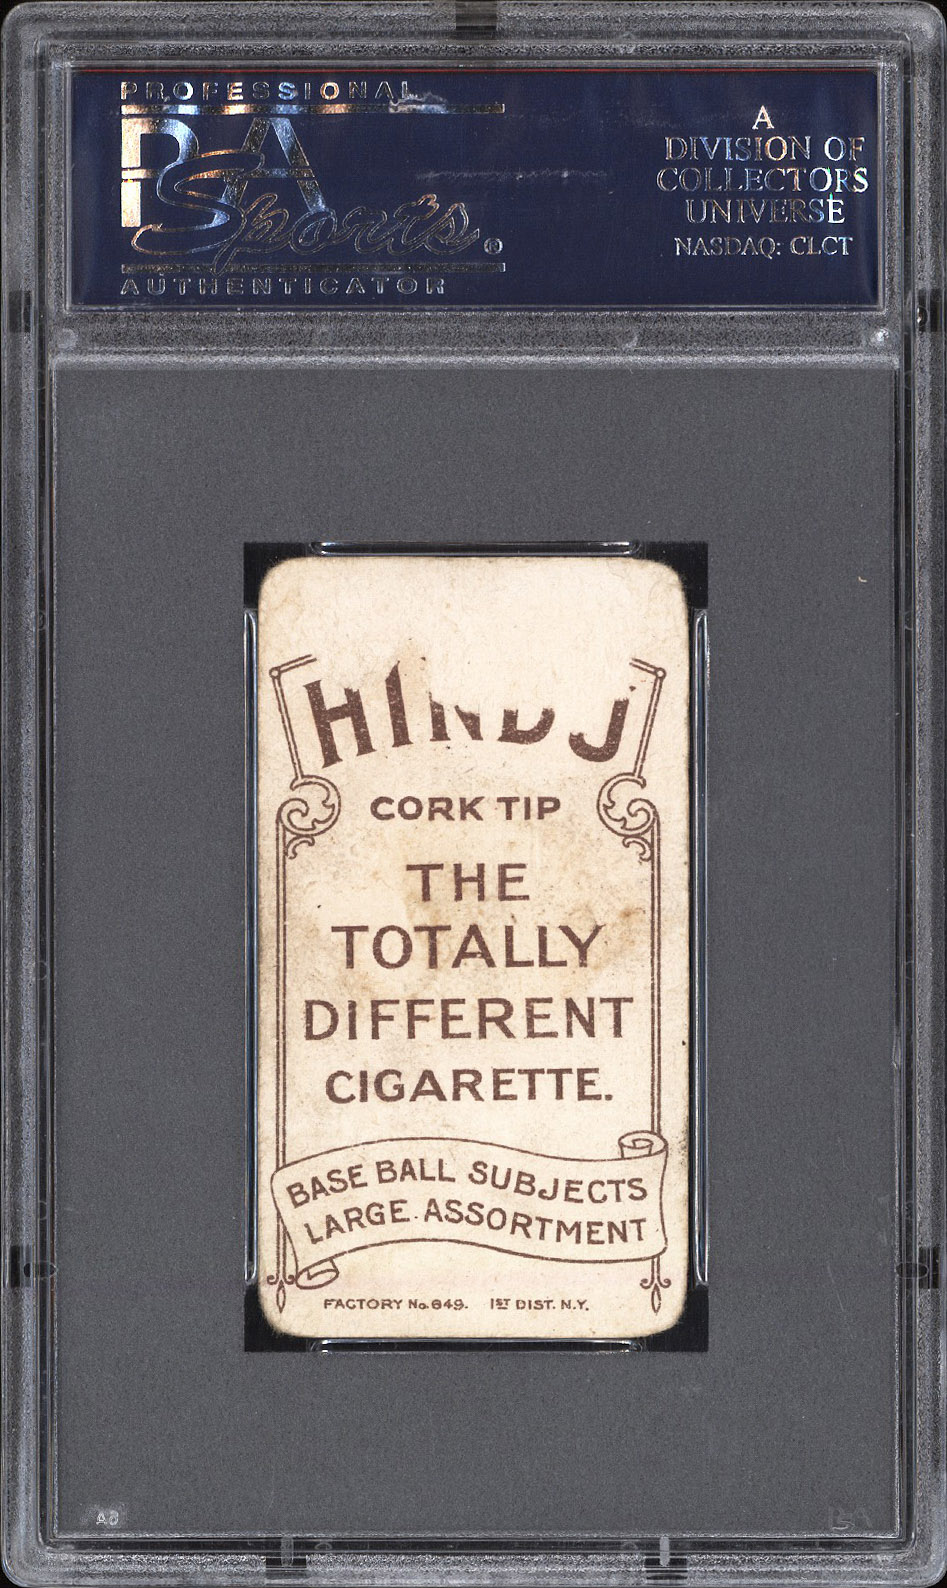 PROFESSIONAL
PSA
Sports®
AUTHENTICATOR
A
DIVISION OF
COLLECTORS
UNIVERSE
NASDAQ: CLCT
HINDU
CORK TIP
THE
TOTALLY
DIFFERENT
CIGARETTE.
BASE BALL SUBJECTS
LARGE ASSORTMENT
FACTORY No. 649. 1ST DIST. N.Y.
PSA